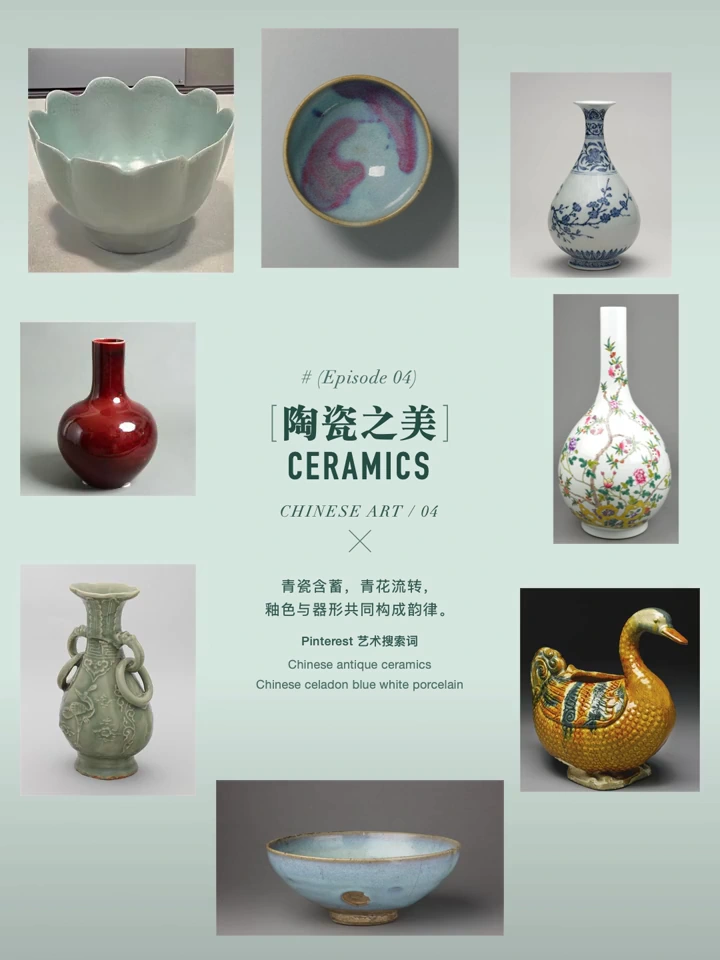 # (Episode 04)
[陶瓷之美]
CERAMICS
CHINESE ART / 04
青瓷含蓄，青花流转，
釉色与器形共同构成韵律。
Pinterest 艺术搜索词
Chinese antique ceramics
Chinese celadon blue white porcelain